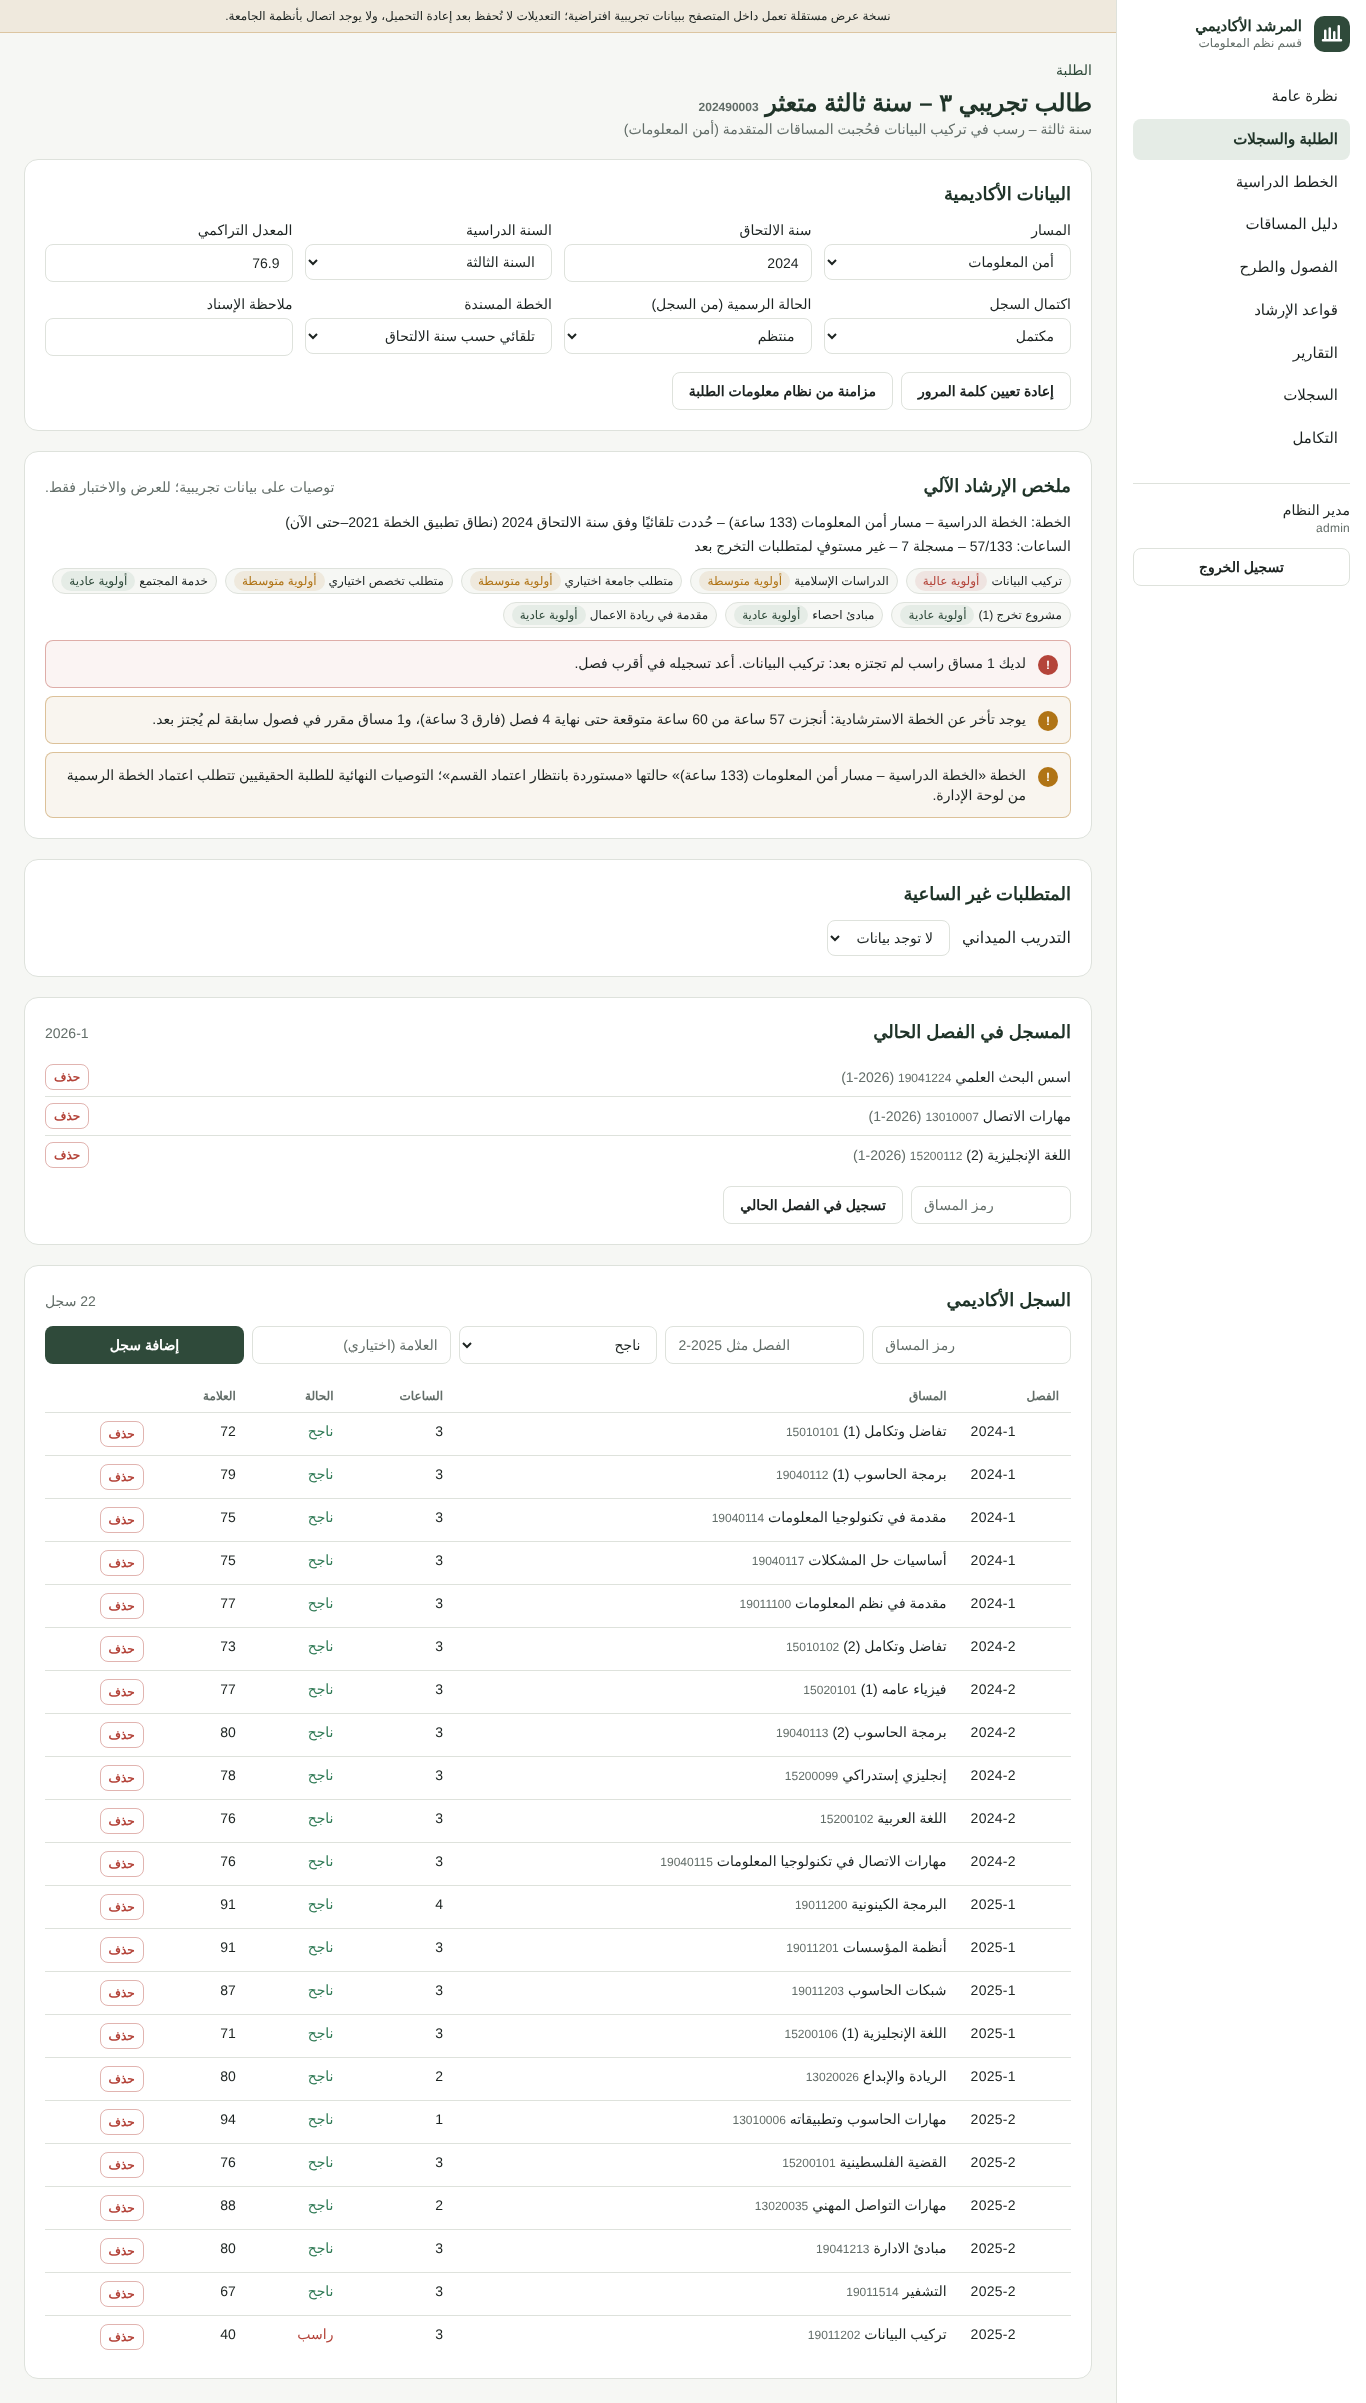 نسخة عرض مستقلة تعمل داخل المتصفح ببيانات تجريبية افتراضية؛ التعديلات لا تُحفظ بعد إعادة التحميل، ولا يوجد اتصال بأنظمة الجامعة.
المرشد الأكاديمي
قسم نظم المعلومات
نظرة عامة
الطلبة والسجلات
الخطط الدراسية
دليل المساقات
الفصول والطرح
قواعد الإرشاد
التقارير
السجلات
التكامل
مدير النظام
admin
تسجيل الخروج
الطلبة
طالب تجريبي ٣ – سنة ثالثة متعثر 202490003
سنة ثالثة – رسب في تركيب البيانات فحُجبت المساقات المتقدمة (أمن المعلومات)
البيانات الأكاديمية
المسار سنة الالتحاق السنة الدراسية المعدل التراكمي
أمن المعلومات 2024 السنة الثالثة 76.9
اكتمال السجل الحالة الرسمية (من السجل) الخطة المسندة ملاحظة الإسناد
مكتمل منتظم تلقائي حسب سنة الالتحاق
إعادة تعيين كلمة المرور مزامنة من نظام معلومات الطلبة
ملخص الإرشاد الآلي توصيات على بيانات تجريبية؛ للعرض والاختبار فقط.
الخطة: الخطة الدراسية – مسار أمن المعلومات (133 ساعة) – حُددت تلقائيًا وفق سنة الالتحاق 2024 (نطاق تطبيق الخطة 2021–حتى الآن)
الساعات: 57/133 – مسجلة 7 – غير مستوفٍ لمتطلبات التخرج بعد
تركيب البيانات أولوية عالية الدراسات الإسلامية أولوية متوسطة متطلب جامعة اختياري أولوية متوسطة متطلب تخصص اختياري أولوية متوسطة خدمة المجتمع أولوية عادية
مشروع تخرج (1) أولوية عادية مبادئ احصاء أولوية عادية مقدمة في ريادة الاعمال أولوية عادية
! لديك 1 مساق راسب لم تجتزه بعد: تركيب البيانات. أعد تسجيله في أقرب فصل.
! يوجد تأخر عن الخطة الاسترشادية: أنجزت 57 ساعة من 60 ساعة متوقعة حتى نهاية 4 فصل (فارق 3 ساعة)، و1 مساق مقرر في فصول سابقة لم يُجتز بعد.
! الخطة «الخطة الدراسية – مسار أمن المعلومات (133 ساعة)» حالتها «مستوردة بانتظار اعتماد القسم»؛ التوصيات النهائية للطلبة الحقيقيين تتطلب اعتماد الخطة الرسمية
من لوحة الإدارة.
المتطلبات غير الساعية
التدريب الميداني لا توجد بيانات
المسجل في الفصل الحالي 2026-1
اسس البحث العلمي 19041224 (2026-1) حذف
مهارات الاتصال 13010007 (2026-1) حذف
اللغة الإنجليزية (2) 15200112 (2026-1) حذف
رمز المساق تسجيل في الفصل الحالي
السجل الأكاديمي 22 سجل
رمز المساق الفصل مثل 2025-2 ناجح العلامة (اختياري) إضافة سجل
الفصل المساق الساعات الحالة العلامة
2024-1 تفاضل وتكامل (1) 15010101 3 ناجح 72 حذف
2024-1 برمجة الحاسوب (1) 19040112 3 ناجح 79 حذف
2024-1 مقدمة في تكنولوجيا المعلومات 19040114 3 ناجح 75 حذف
2024-1 أساسيات حل المشكلات 19040117 3 ناجح 75 حذف
2024-1 مقدمة في نظم المعلومات 19011100 3 ناجح 77 حذف
2024-2 تفاضل وتكامل (2) 15010102 3 ناجح 73 حذف
2024-2 فيزياء عامه (1) 15020101 3 ناجح 77 حذف
2024-2 برمجة الحاسوب (2) 19040113 3 ناجح 80 حذف
2024-2 إنجليزي إستدراكي 15200099 3 ناجح 78 حذف
2024-2 اللغة العربية 15200102 3 ناجح 76 حذف
2024-2 مهارات الاتصال في تكنولوجيا المعلومات 19040115 3 ناجح 76 حذف
2025-1 البرمجة الكينونية 19011200 4 ناجح 91 حذف
2025-1 أنظمة المؤسسات 19011201 3 ناجح 91 حذف
2025-1 شبكات الحاسوب 19011203 3 ناجح 87 حذف
2025-1 اللغة الإنجليزية (1) 15200106 3 ناجح 71 حذف
2025-1 الريادة والإبداع 13020026 2 ناجح 80 حذف
2025-2 مهارات الحاسوب وتطبيقاته 13010006 1 ناجح 94 حذف
2025-2 القضية الفلسطينية 15200101 3 ناجح 76 حذف
2025-2 مهارات التواصل المهني 13020035 2 ناجح 88 حذف
2025-2 مبادئ الادارة 19041213 3 ناجح 80 حذف
2025-2 التشفير 19011514 3 ناجح 67 حذف
2025-2 تركيب البيانات 19011202 3 راسب 40 حذف